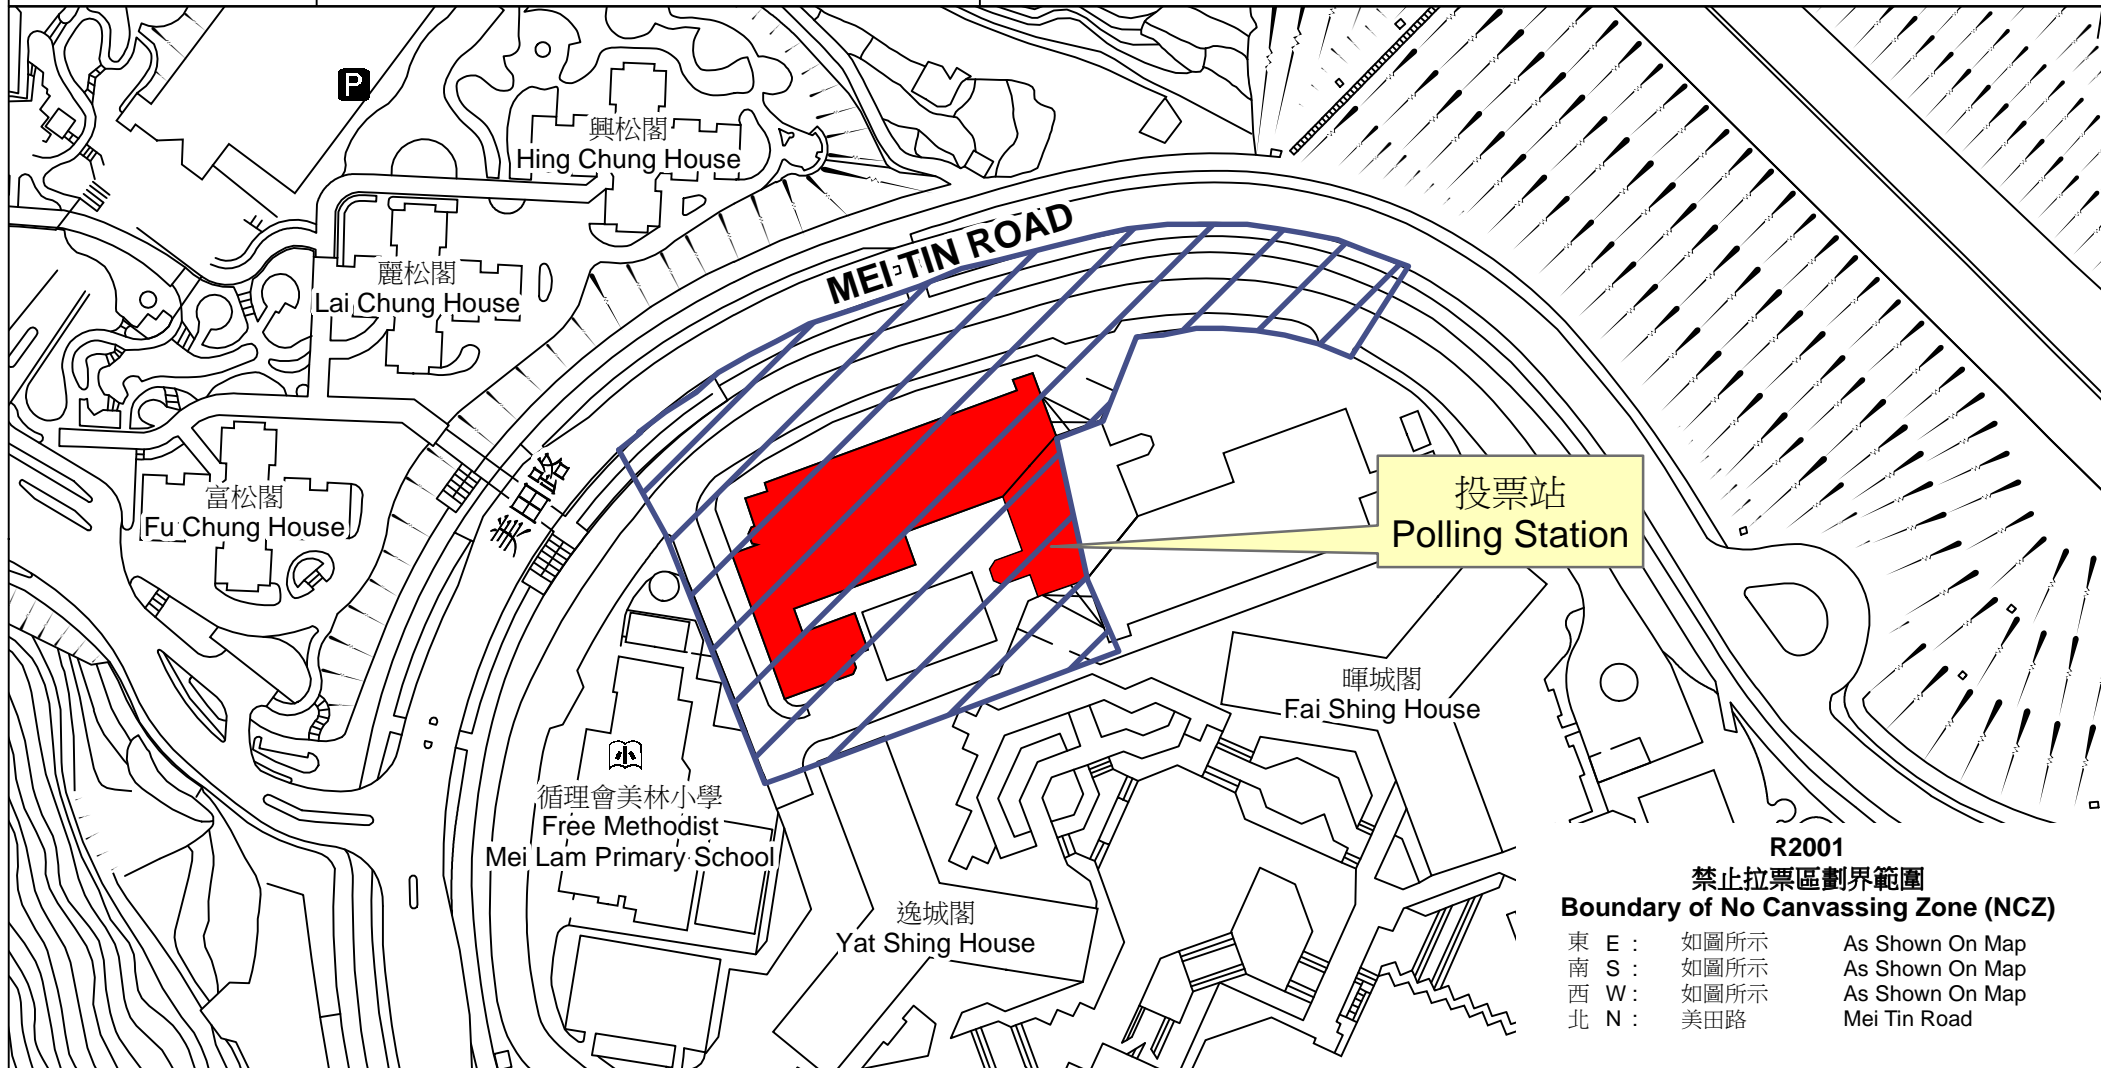 P
興松閣
Hing Chung House
MEI TIN ROAD
麗松閣
Lai Chung House
美田路
富松閣
Fu Chung House
投票站
Polling Station
暉城閣
Fai Shing House
循理會美林小學
Free Methodist
Mei Lam Primary School
逸城閣
Yat Shing House
R2001
禁止拉票區劃界範圍
Boundary of No Canvassing Zone (NCZ)
東 E : 如圖所示 As Shown On Map
南 S : 如圖所示 As Shown On Map
西 W : 如圖所示 As Shown On Map
北 N : 美田路 Mei Tin Road
小